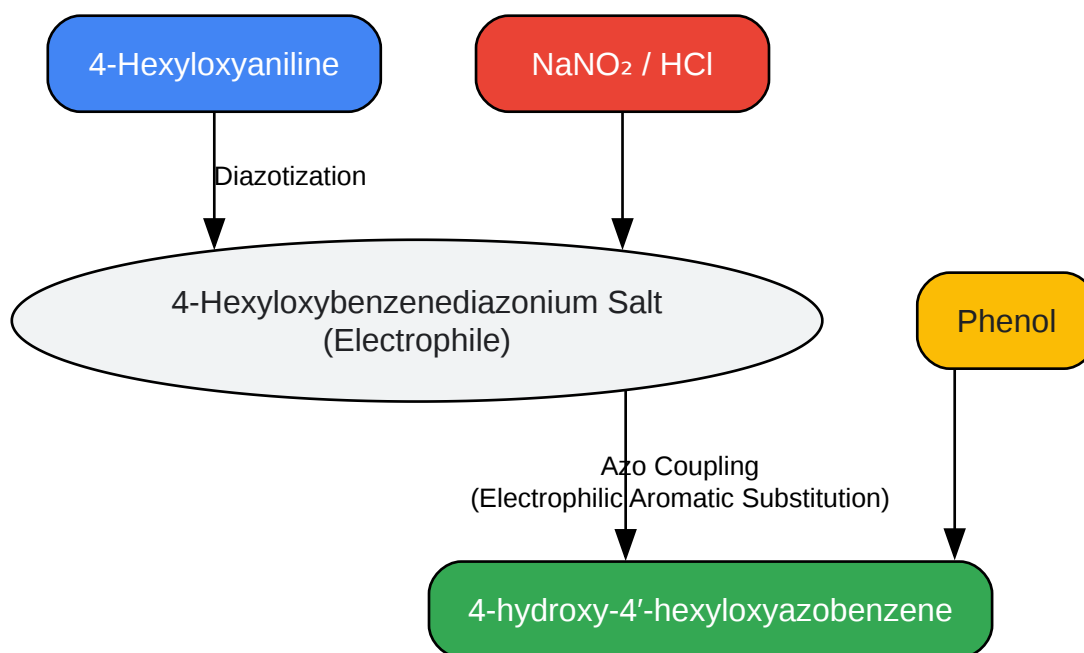 4-Hexyloxyaniline
NaNO₂ / HCl
Diazotization
4-Hexyloxybenzenediazonium Salt
(Electrophile)
Phenol
Azo Coupling
(Electrophilic Aromatic Substitution)
4-hydroxy-4′-hexyloxyazobenzene